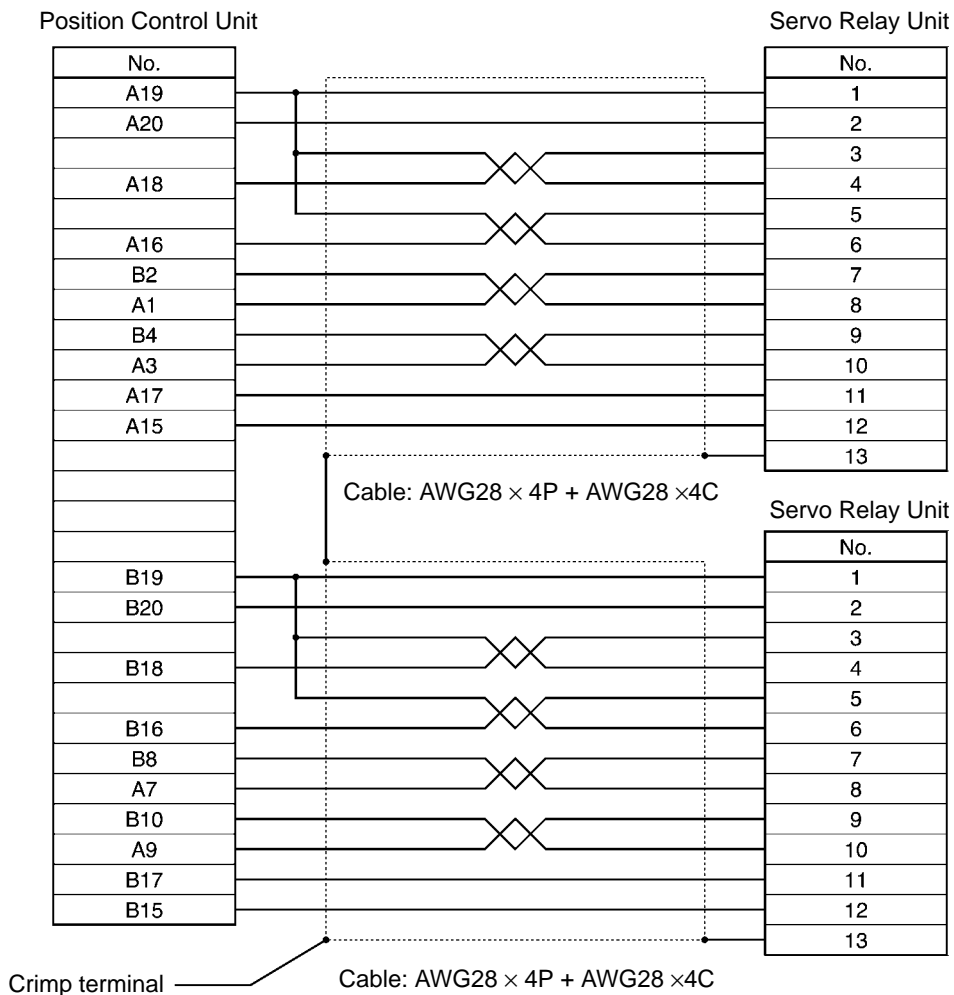 Position Control Unit Servo Relay Unit
No. No.
A19 1
A20 2
3
A18 4
5
A16 6
B2 7
A1 8
B4 9
A3 10
A17 11
A15 12
13
Cable: AWG28 × 4P + AWG28 ×4C
Servo Relay Unit
No.
B19 1
B20 2
3
B18 4
5
B16 6
B8 7
A7 8
B10 9
A9 10
B17 11
B15 12
13
Crimp terminal Cable: AWG28 × 4P + AWG28 ×4C